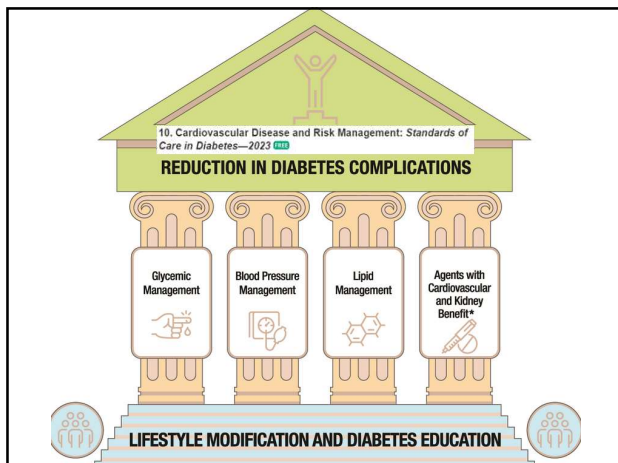 10. Cardiovascular Disease and Risk Management: Standards of
Care in Diabetes—2023 FREE
REDUCTION IN DIABETES COMPLICATIONS
Glycemic
Management
Blood Pressure
Management
Lipid
Management
Agents with
Cardiovascular
and Kidney
Benefit*
LIFESTYLE MODIFICATION AND DIABETES EDUCATION